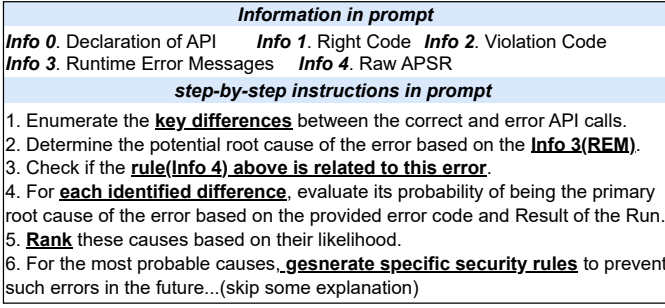 Information in prompt
Info 0. Declaration of API Info 1. Right Code Info 2. Violation Code
Info 3. Runtime Error Messages Info 4. Raw APSR
step-by-step instructions in prompt
1. Enumerate the key differences between the correct and error API calls.
2. Determine the potential root cause of the error based on the Info 3(REM).
3. Check if the rule(Info 4) above is related to this error.
4. For each identified difference, evaluate its probability of being the primary
root cause of the error based on the provided error code and Result of the Run.
5. Rank these causes based on their likelihood.
6. For the most probable causes, gesnerate specific security rules to prevent
such errors in the future...(skip some explanation)